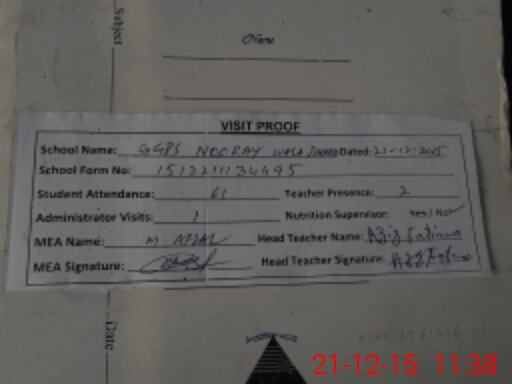 Subject
Name
VISIT PROOF
School Name: GGPS NOORAY WALA Dated: 21-12-2015
School Form No:
Student Attendance: 61 Teacher Presence: 2
Administrator Visits: 1 Nutrition Supervisor: Yes / No
MEA Name: M. AFZAL Head Teacher Name: Aziz Fatima
MEA Signature: Head Teacher Signature:
Date
21-12-15 11:38